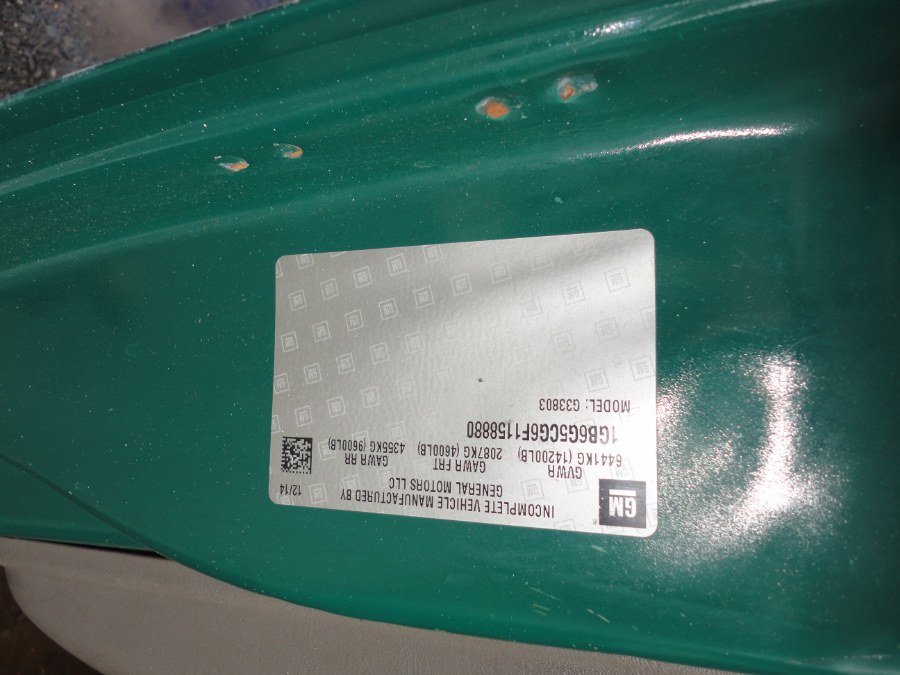 GM
INCOMPLETE VEHICLE MANUFACTURED BY
GENERAL MOTORS LLC
12/14
GVWR GAWR FRT GAWR RR
6441KG (14200LB) 2087KG (4600LB) 4355KG (9600LB)
1GB6G5CG6F1158880
MODEL: G33803